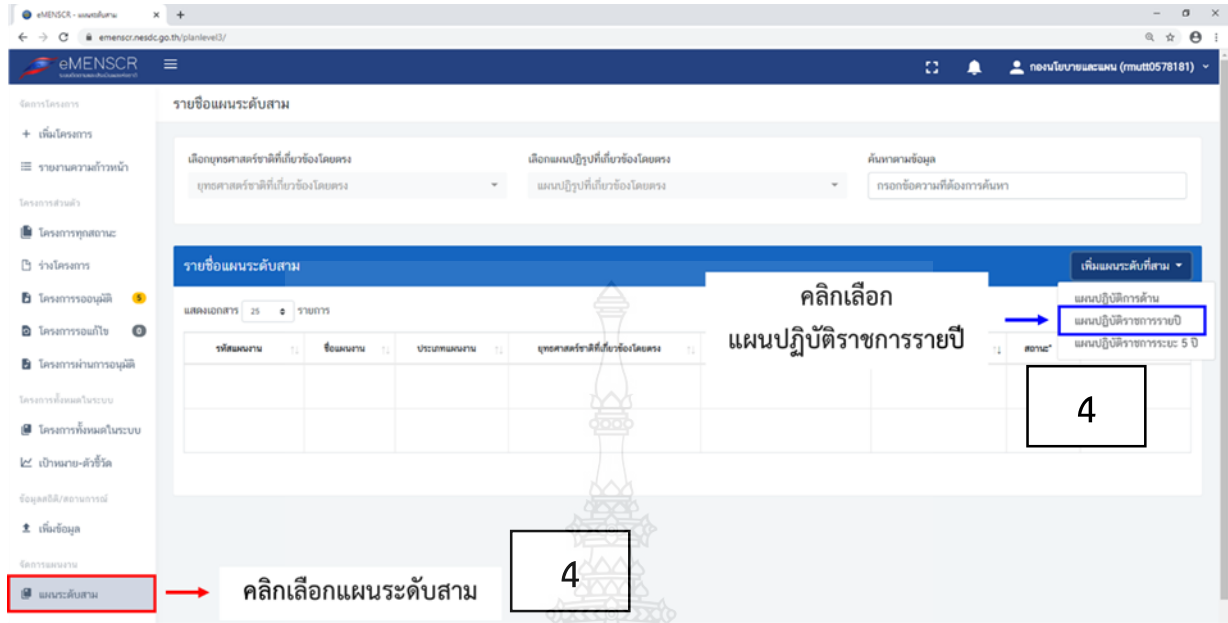 eMENSCR - แผนระดับสาม
emenscr.nesdc.go.th/planlevel3/
eMENSCR
กองนโยบายและแผน (rmutt0578181)
จัดการโครงการ
+ เพิ่มโครงการ
รายงานความก้าวหน้า
โครงการส่วนตัว
โครงการทุกสถานะ
ร่างโครงการ
โครงการรออนุมัติ 5
โครงการรอแก้ไข 0
โครงการผ่านการอนุมัติ
โครงการทั้งหมดในระบบ
โครงการทั้งหมดในระบบ
เป้าหมาย-ตัวชี้วัด
ข้อมูลสถิติ/สถานการณ์
เพิ่มข้อมูล
จัดการแผนงาน
แผนระดับสาม
รายชื่อแผนระดับสาม
เลือกยุทธศาสตร์ชาติที่เกี่ยวข้องโดยตรง
ยุทธศาสตร์ชาติที่เกี่ยวข้องโดยตรง
เลือกแผนปฏิรูปที่เกี่ยวข้องโดยตรง
แผนปฏิรูปที่เกี่ยวข้องโดยตรง
ค้นหาตามข้อมูล
กรอกข้อความที่ต้องการค้นหา
รายชื่อแผนระดับสาม
เพิ่มแผนระดับที่สาม
แผนปฏิบัติการด้าน
แผนปฏิบัติราชการรายปี
แผนปฏิบัติราชการระยะ 5 ปี
แสดงเอกสาร 25 รายการ
รหัสแผนงาน ชื่อแผนงาน ประเภทแผนงาน ยุทธศาสตร์ชาติที่เกี่ยวข้องโดยตรง สถานะ
คลิกเลือก
แผนปฏิบัติราชการรายปี
4
คลิกเลือกแผนระดับสาม
4